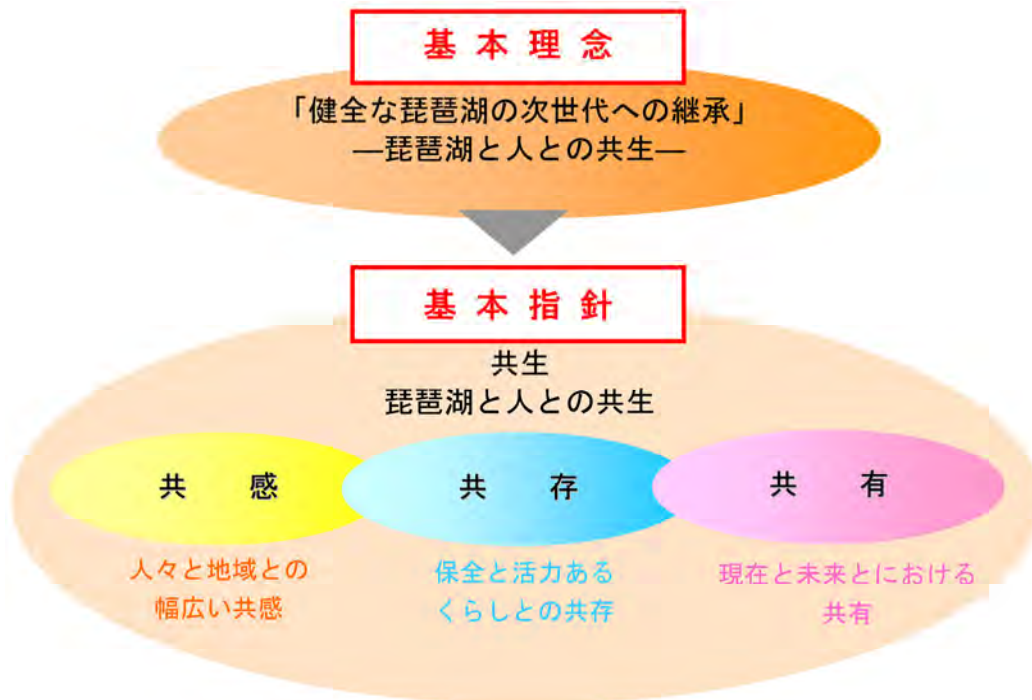 基本理念
「健全な琵琶湖の次世代への継承」
―琵琶湖と人との共生―
基本指針
共生
琵琶湖と人との共生
共感
共存
共有
人々と地域との
幅広い共感
保全と活力ある
くらしとの共存
現在と未来とにおける
共有